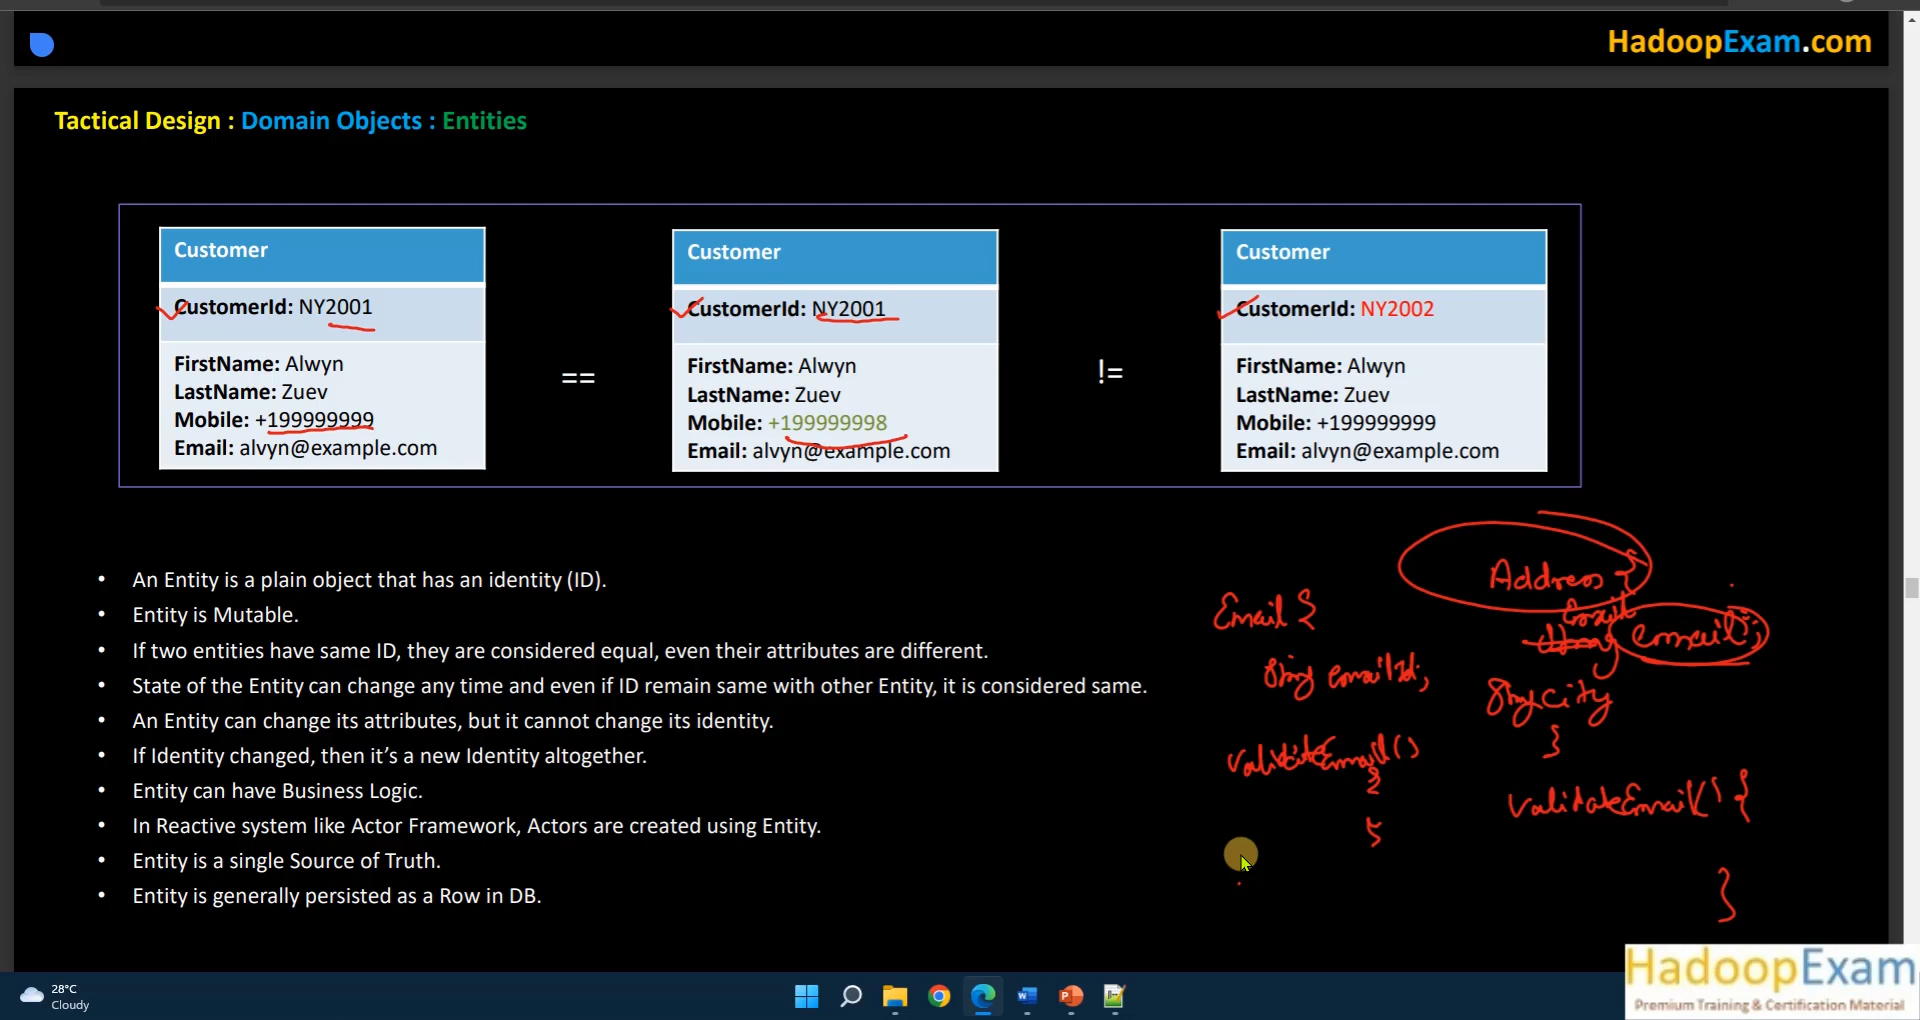 HadoopExam.com
Tactical Design : Domain Objects : Entities
Customer
CustomerId: NY2001
FirstName: Alwyn
LastName: Zuev
Mobile: +199999999
Email: alvyn@example.com
==
Customer
CustomerId: NY2001
FirstName: Alwyn
LastName: Zuev
Mobile: +199999998
Email: alvyn@example.com
!=
Customer
CustomerId: NY2002
FirstName: Alwyn
LastName: Zuev
Mobile: +199999999
Email: alvyn@example.com
• An Entity is a plain object that has an identity (ID).
• Entity is Mutable.
• If two entities have same ID, they are considered equal, even their attributes are different.
• State of the Entity can change any time and even if ID remain same with other Entity, it is considered same.
• An Entity can change its attributes, but it cannot change its identity.
• If Identity changed, then it’s a new Identity altogether.
• Entity can have Business Logic.
• In Reactive system like Actor Framework, Actors are created using Entity.
• Entity is a single Source of Truth.
• Entity is generally persisted as a Row in DB.
Email {
String emailId;
validateEmail()
{
}
Address {
Email
email;
String City
}
validateEmail() {
}
HadoopExam
Premium Training & Certification Material
28°C
Cloudy